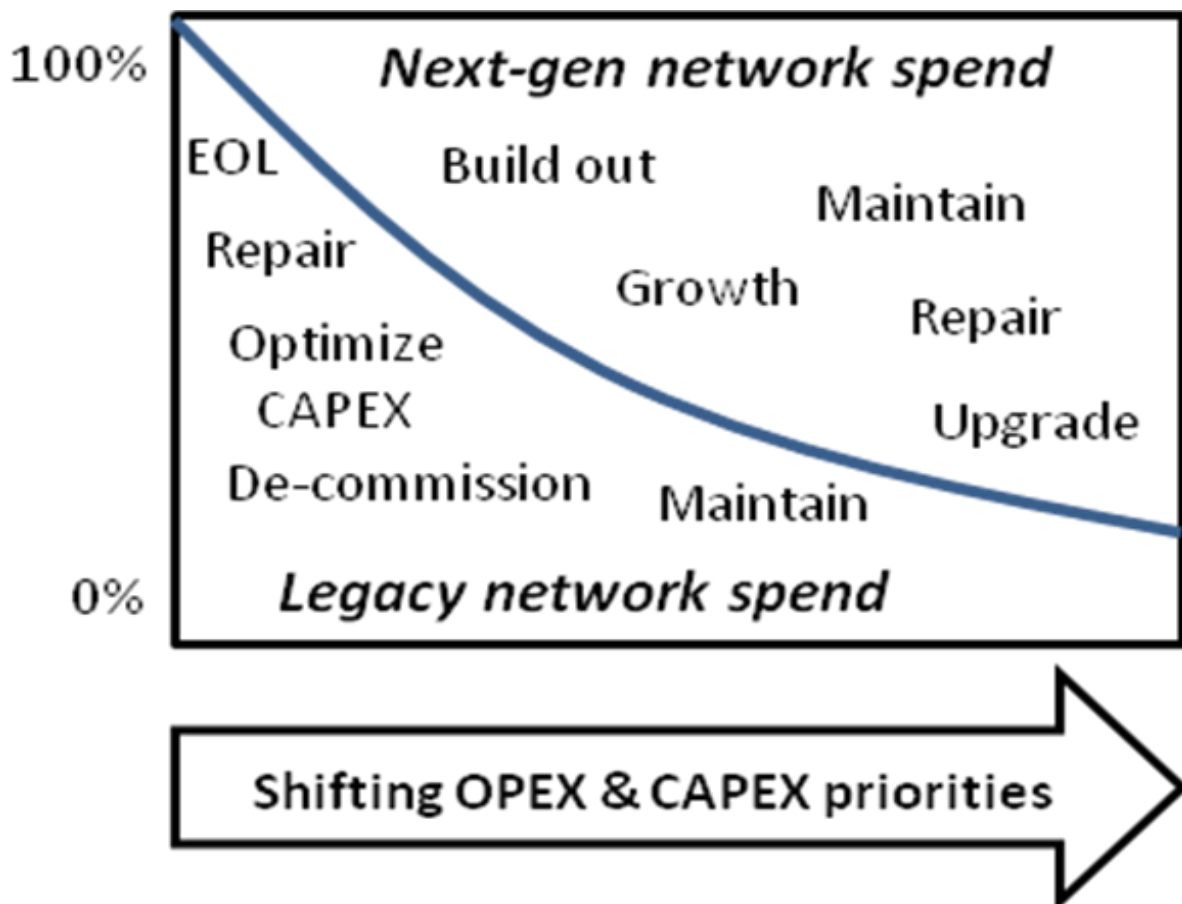 100%
Next-gen network spend
EOL
Build out
Maintain
Repair
Growth
Repair
Optimize
CAPEX
Upgrade
De-commission
Maintain
0%
Legacy network spend
Shifting OPEX & CAPEX priorities